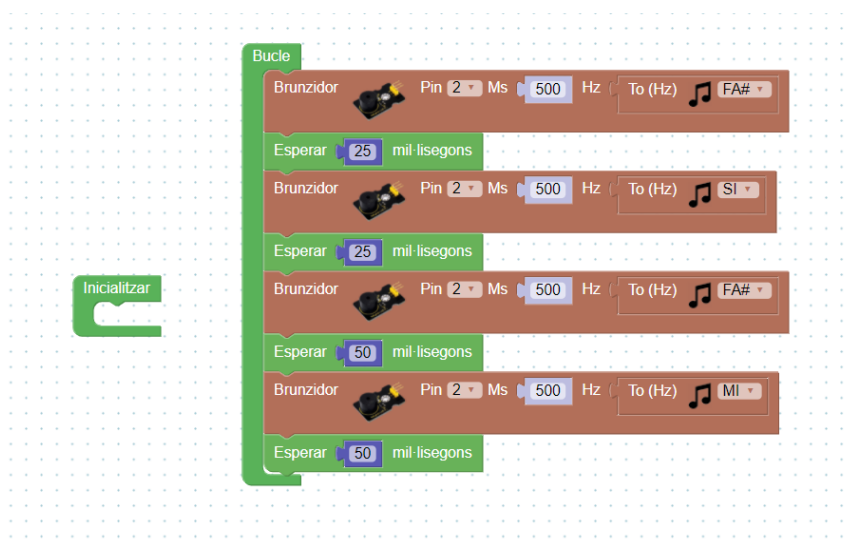 Bucle
Brunzidor Pin 2 Ms 500 Hz To (Hz) FA#
Esperar 25 mil·lisegons
Brunzidor Pin 2 Ms 500 Hz To (Hz) SI
Esperar 25 mil·lisegons
Inicialitzar
Brunzidor Pin 2 Ms 500 Hz To (Hz) FA#
Esperar 50 mil·lisegons
Brunzidor Pin 2 Ms 500 Hz To (Hz) MI
Esperar 50 mil·lisegons